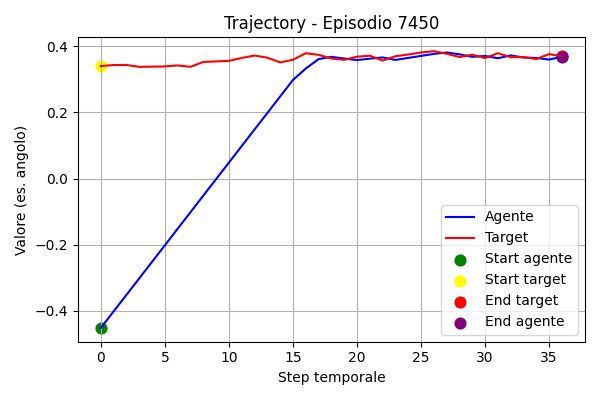 Trajectory - Episodio 7450
Valore (es. angolo)
0.4
0.2
0.0
−0.2
−0.4
0
5
10
15
20
25
30
35
Step temporale
Agente
Target
Start agente
Start target
End target
End agente